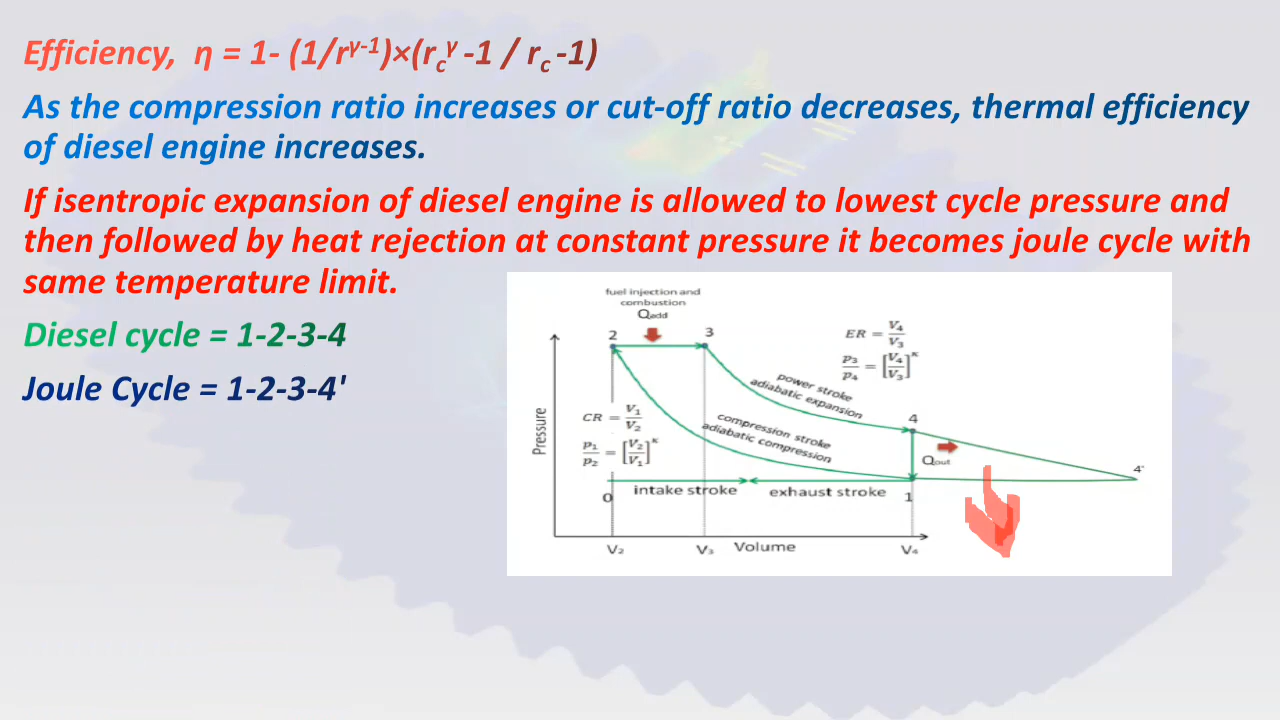 Efficiency, η = 1- (1/rᵞ⁻¹)×(r꜀ᵞ -1 / r꜀ -1)
As the compression ratio increases or cut-off ratio decreases, thermal efficiency
of diesel engine increases.
If isentropic expansion of diesel engine is allowed to lowest cycle pressure and
then followed by heat rejection at constant pressure it becomes joule cycle with
same temperature limit.
Diesel cycle = 1-2-3-4
Joule Cycle = 1-2-3-4'
fuel injection and
combustion
Qadd
2
3
ER = V₄/V₃
p₃/p₄ = [V₄/V₃]^κ
power stroke
adiabatic expansion
4
Pressure
CR = V₁/V₂
p₁/p₂ = [V₂/V₁]^κ
compression stroke
adiabatic compression
Qout
4'
0
intake stroke
exhaust stroke
1
V₂
V₃
Volume
V₄